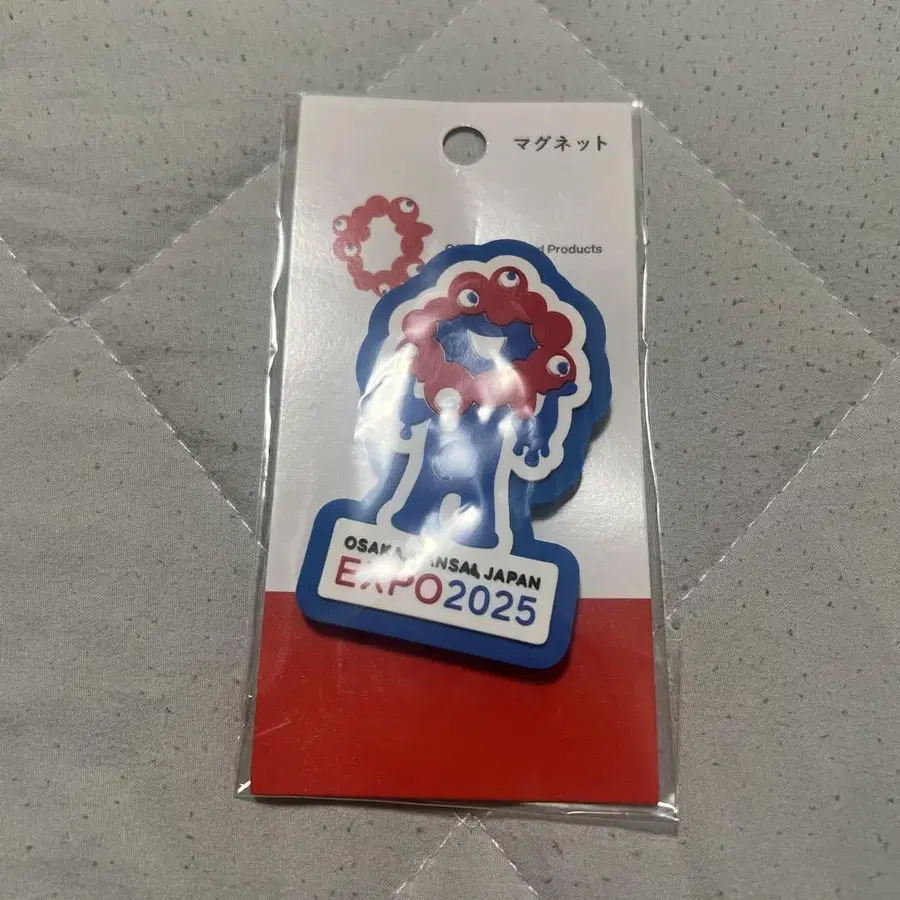 マグネット
Products
OSAKA, KANSAI, JAPAN
EXPO2025